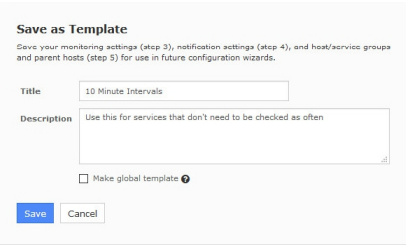 Save as Template
Save your monitoring settings (step 3), notification settings (step 4), and host/service groups
and parent hosts (step 5) for use in future configuration wizards.
Title
10 Minute Intervals
Description
Use this for services that don't need to be checked as often
Make global template ?
Save
Cancel